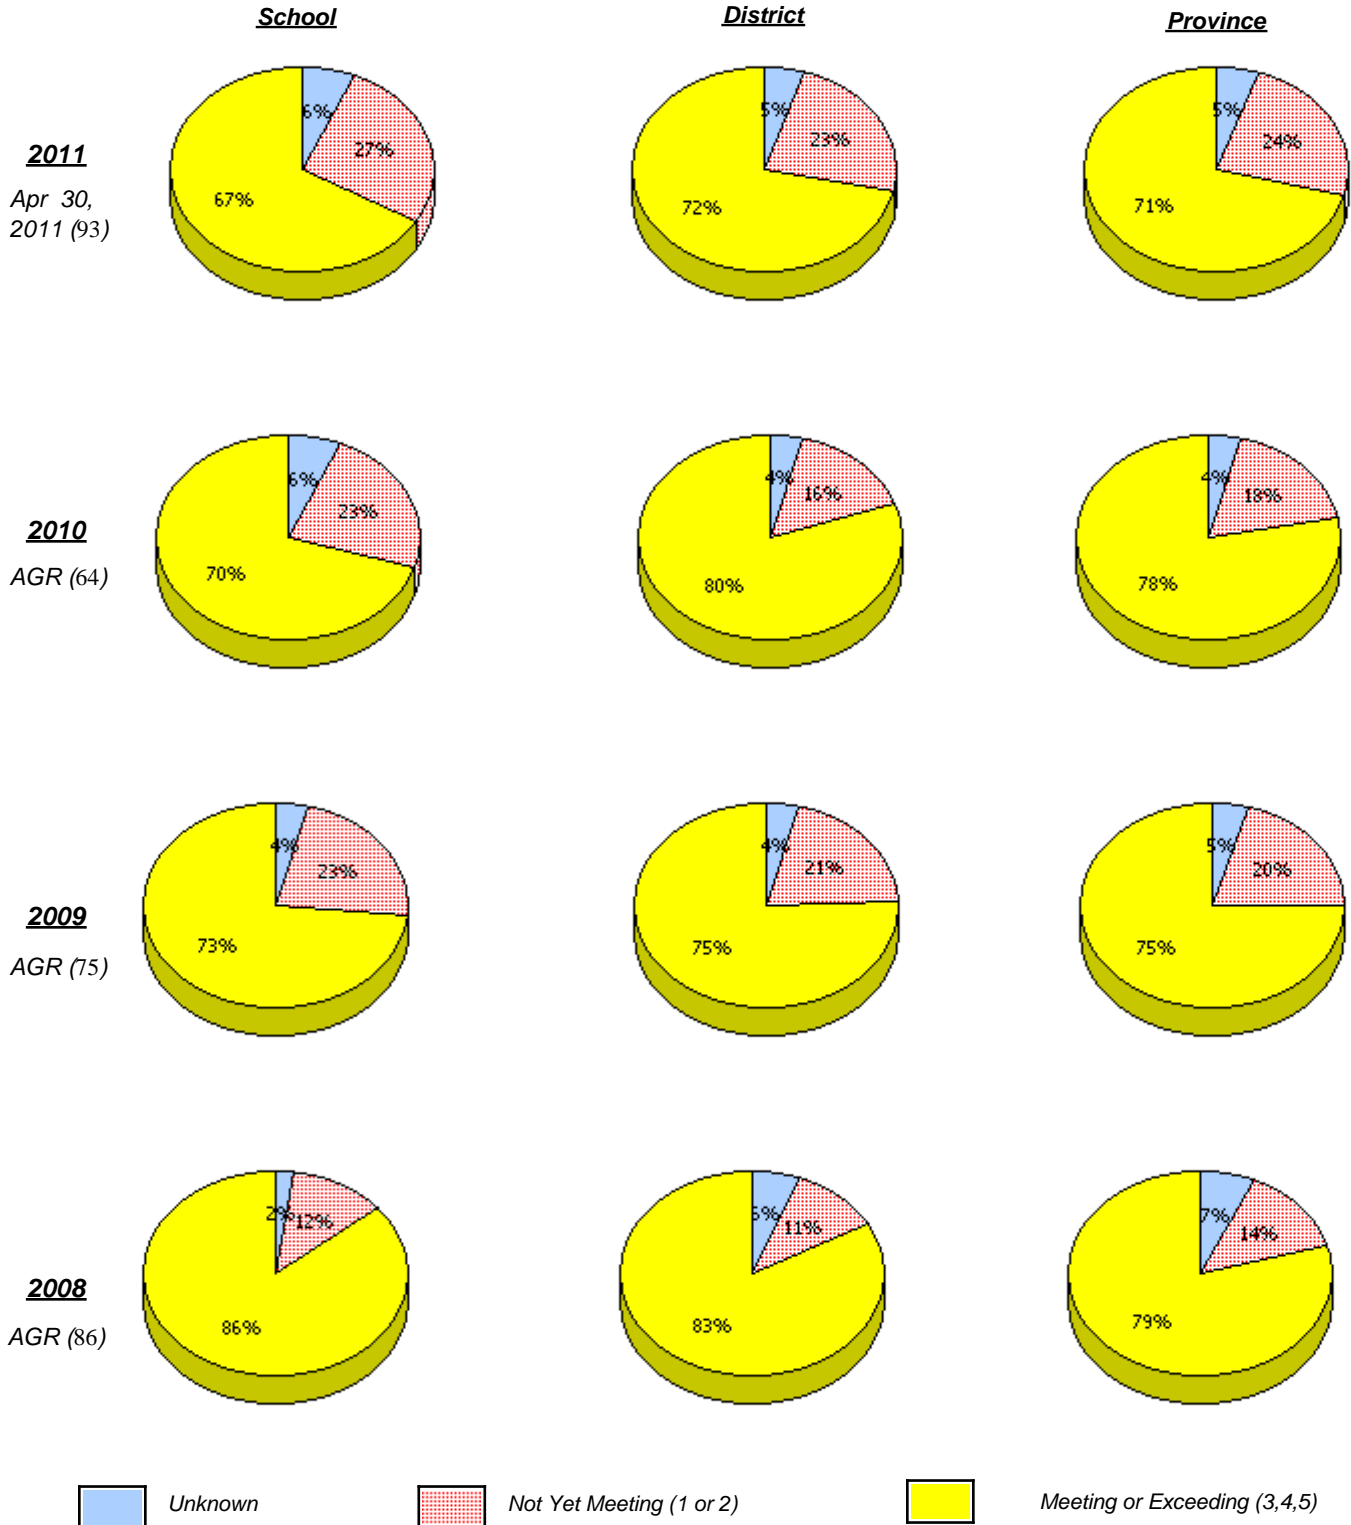 School District Province
2011
Apr 30,
2011 (93)
6% 27% 67%
5% 23% 72%
5% 24% 71%
2010
AGR (64)
6% 23% 70%
4% 16% 80%
4% 18% 78%
2009
AGR (75)
4% 23% 73%
4% 21% 75%
5% 20% 75%
2008
AGR (86)
2% 12% 86%
11% 83%
7% 14% 79%
Unknown Not Yet Meeting (1 or 2) Meeting or Exceeding (3,4,5)